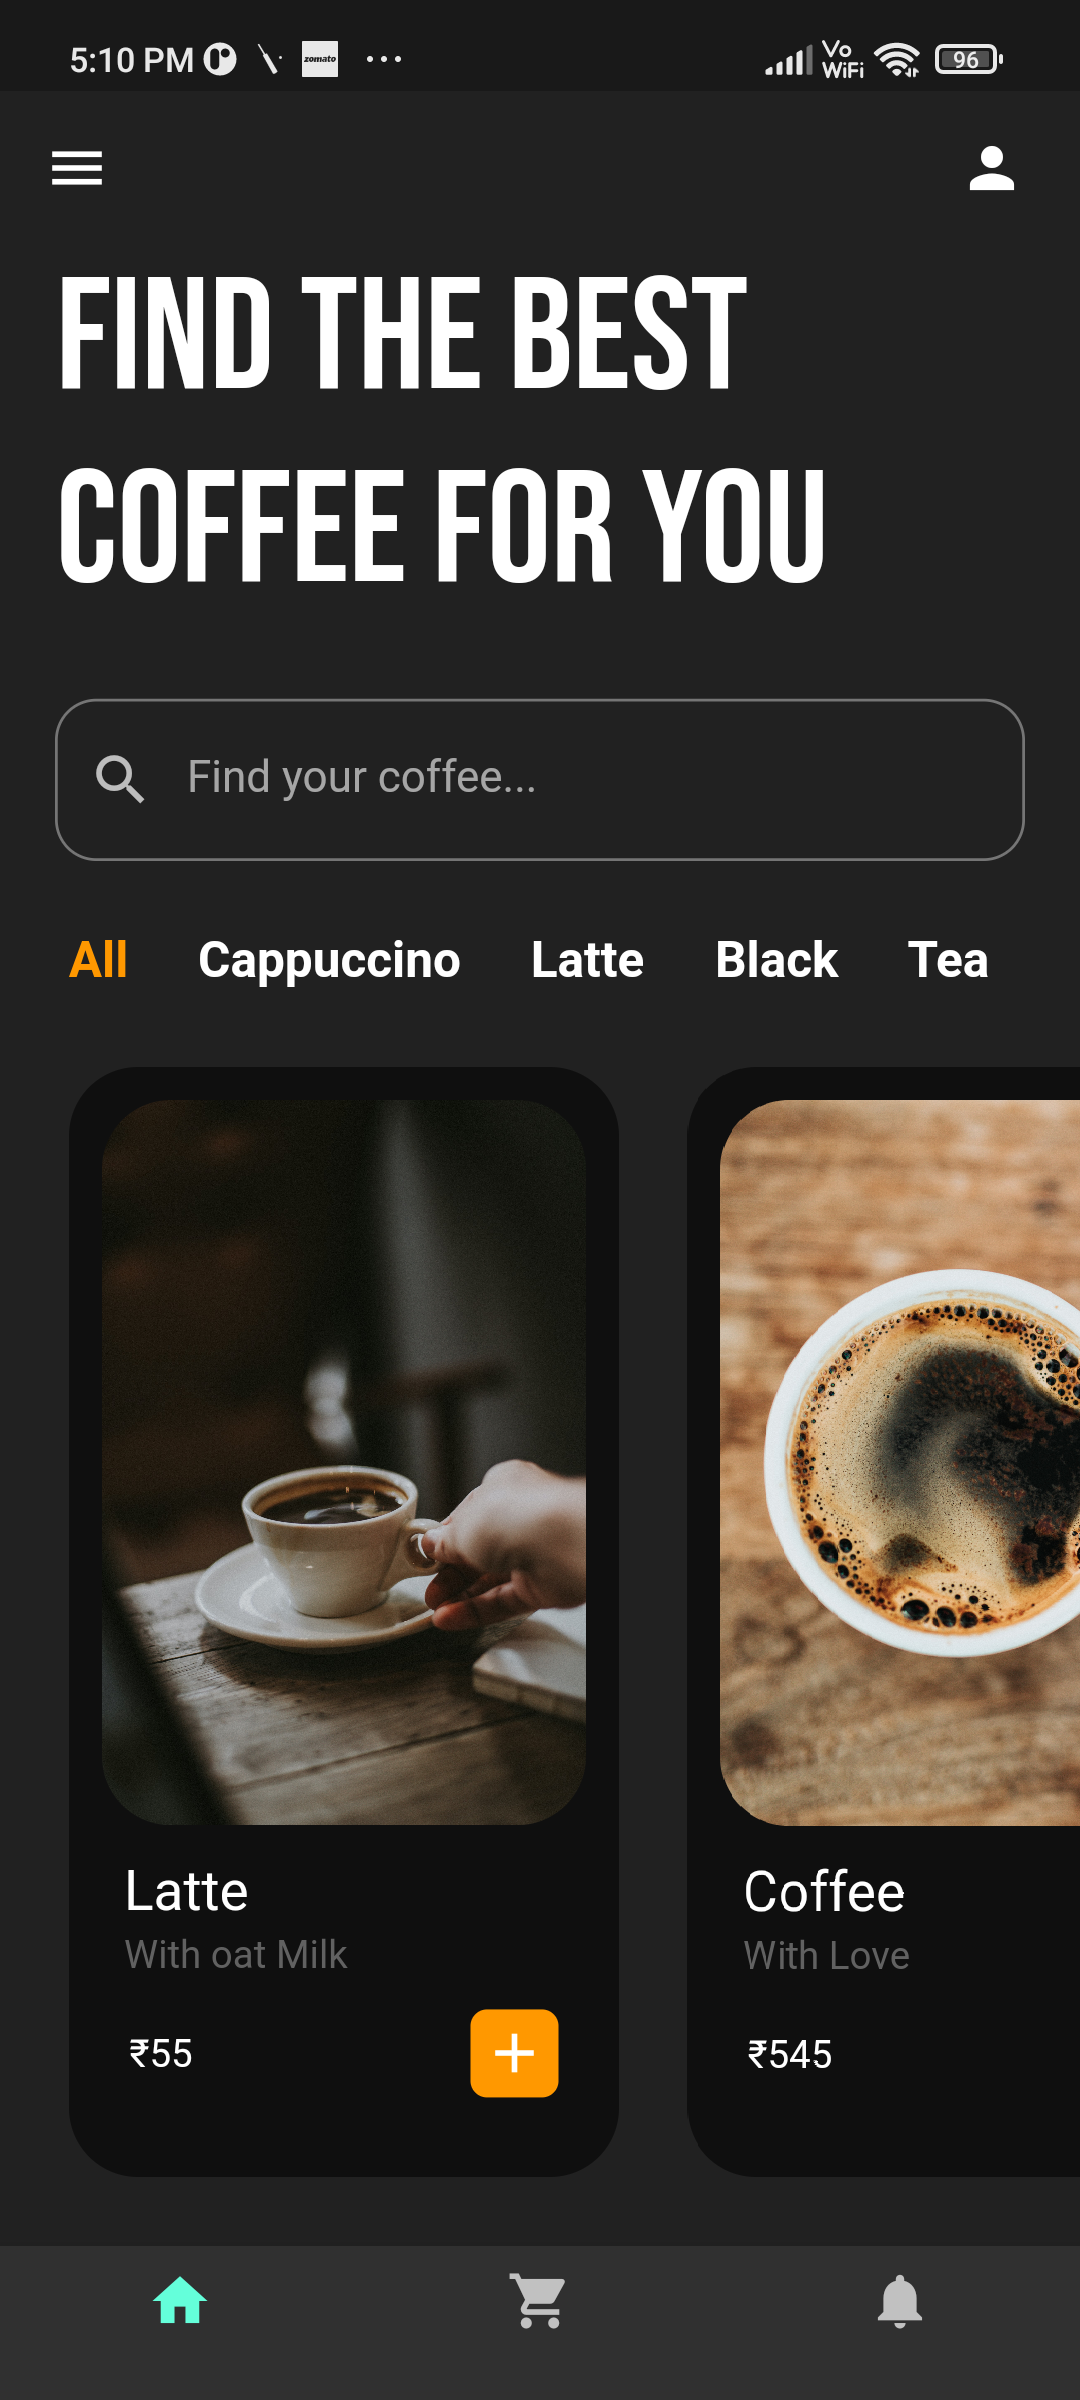 5:10 PM zomato ... Vo WiFi 96
FIND THE BEST
COFFEE FOR YOU
Find your coffee...
All Cappuccino Latte Black Tea
Latte
With oat Milk
₹55
Coffee
With Love
₹545